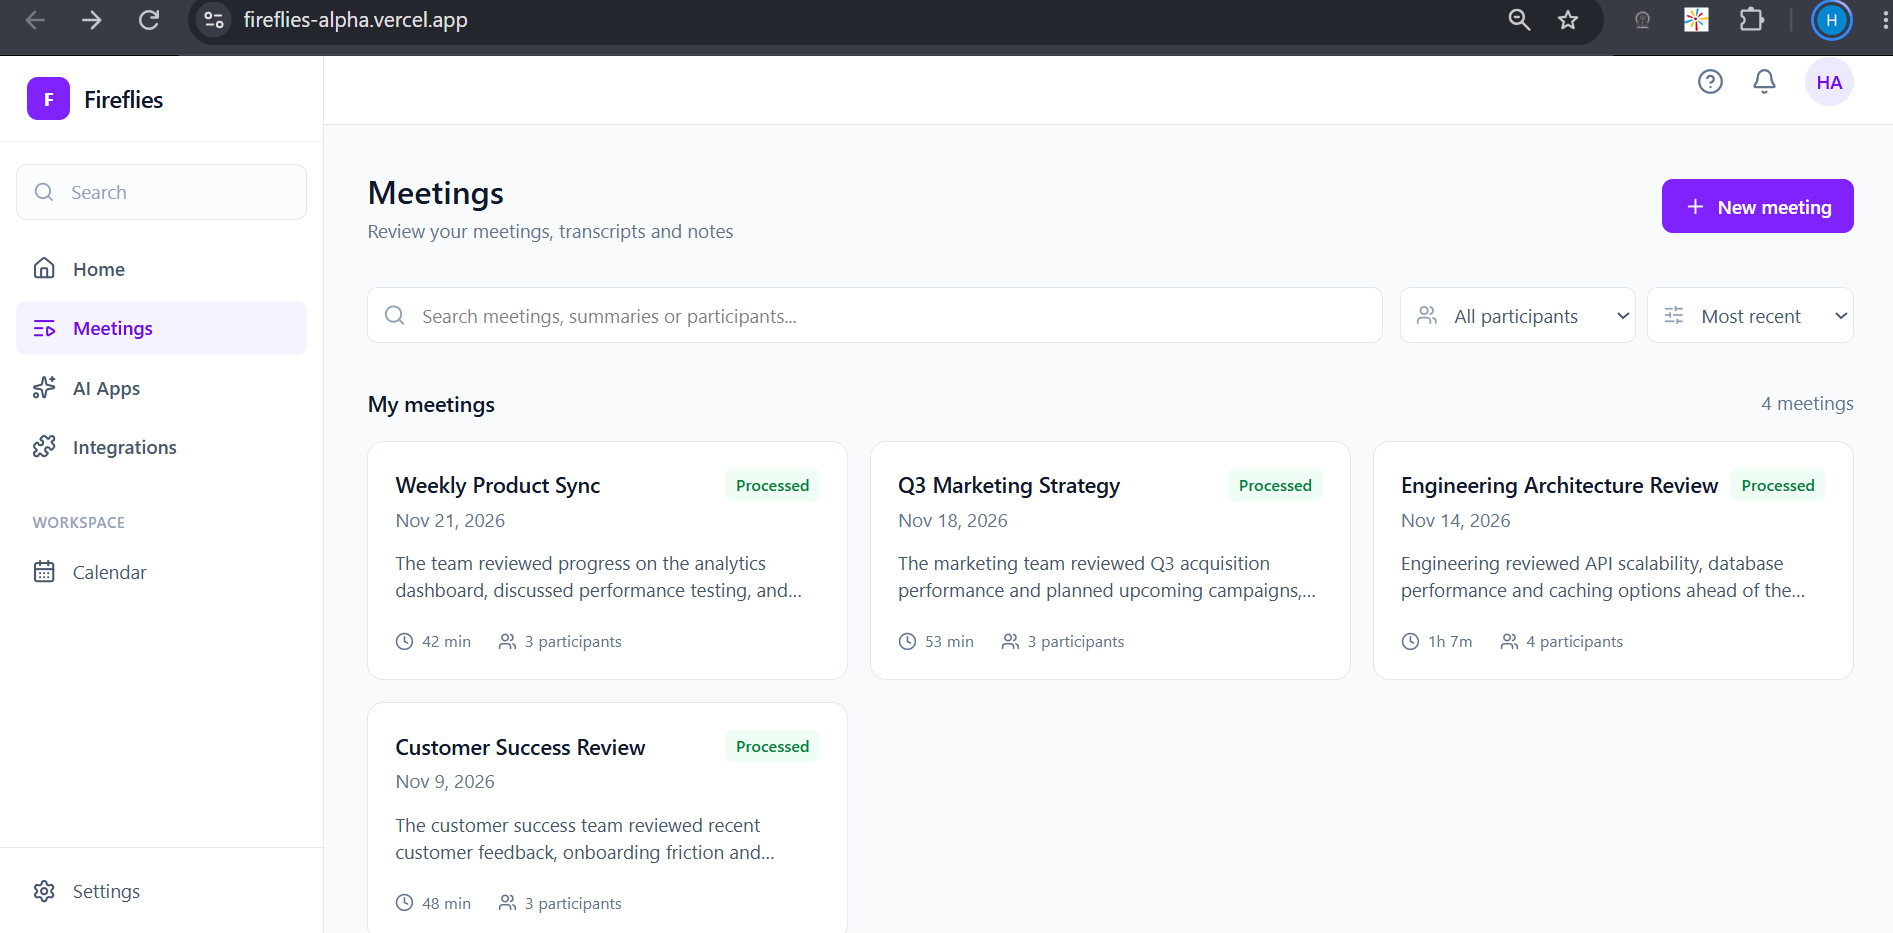 fireflies-alpha.vercel.app
H
F
Fireflies
HA
Search
Home
Meetings
AI Apps
Integrations
WORKSPACE
Calendar
Settings
Meetings
Review your meetings, transcripts and notes
New meeting
Search meetings, summaries or participants...
All participants
Most recent
My meetings
4 meetings
Weekly Product Sync
Processed
Nov 21, 2026
The team reviewed progress on the analytics
dashboard, discussed performance testing, and...
42 min
3 participants
Q3 Marketing Strategy
Processed
Nov 18, 2026
The marketing team reviewed Q3 acquisition
performance and planned upcoming campaigns,...
53 min
3 participants
Engineering Architecture Review
Processed
Nov 14, 2026
Engineering reviewed API scalability, database
performance and caching options ahead of the...
1h 7m
4 participants
Customer Success Review
Processed
Nov 9, 2026
The customer success team reviewed recent
customer feedback, onboarding friction and...
48 min
3 participants